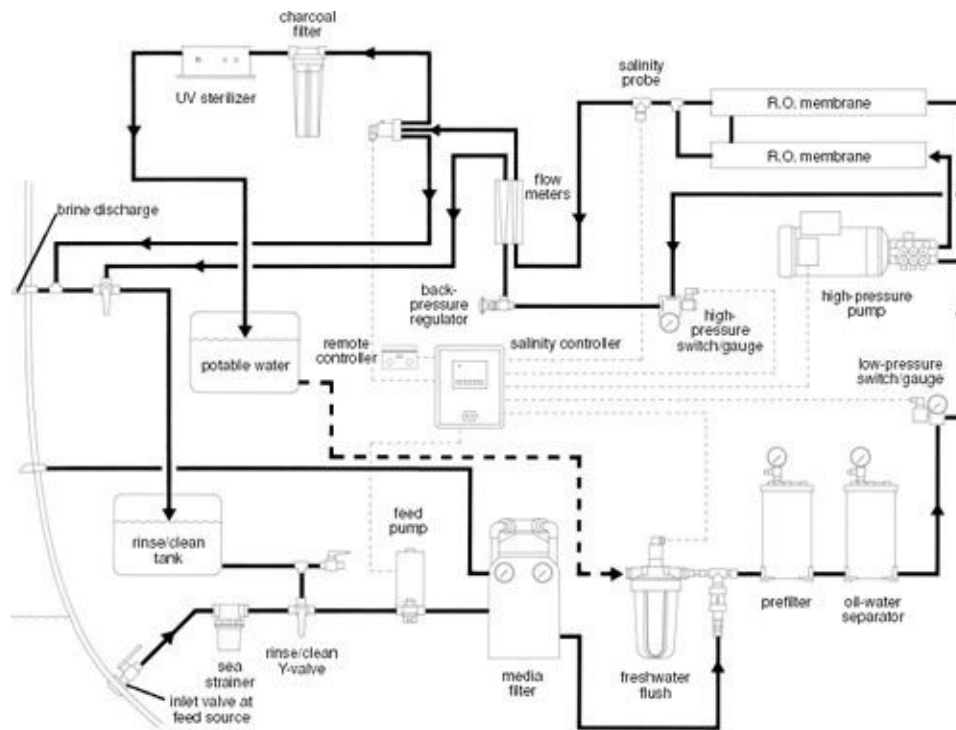 charcoal
filter
UV sterilizer
salinity
probe
R.O. membrane
R.O. membrane
flow
meters
brine discharge
high-pressure
pump
back-
pressure
regulator
high-
pressure
switch/gauge
potable water
remote
controller
salinity controller
low-pressure
switch/gauge
rinse/clean
tank
feed
pump
prefilter
oil-water
separator
sea
strainer
rinse/clean
Y-valve
media
filter
freshwater
flush
inlet valve at
feed source